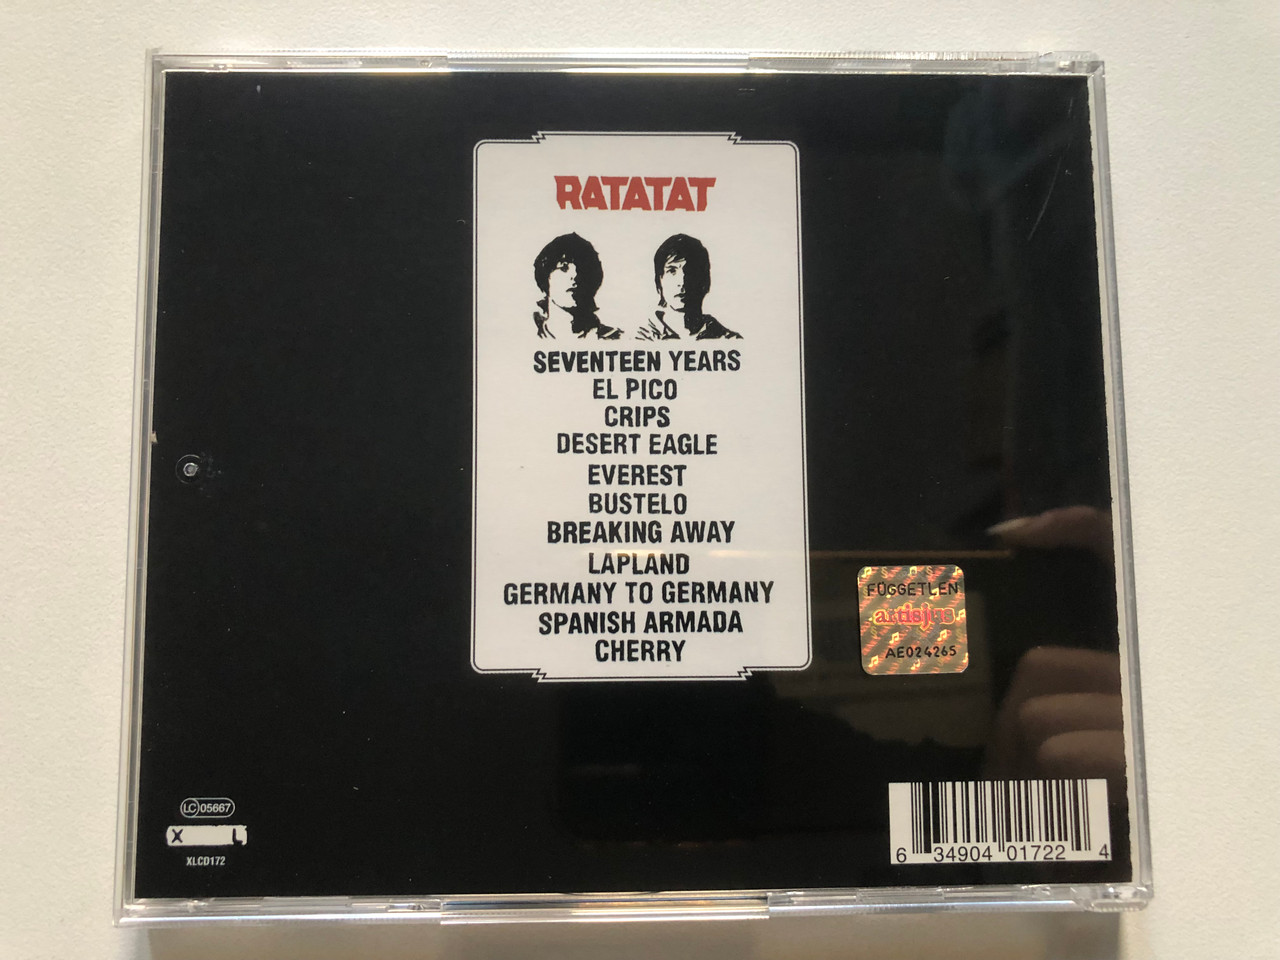 RATATAT
SEVENTEEN YEARS
EL PICO
CRIPS
DESERT EAGLE
EVEREST
BUSTELO
BREAKING AWAY
LAPLAND
GERMANY TO GERMANY
SPANISH ARMADA
CHERRY
FÜGGETLEN
artisjus
AE024265
LC 05667
X L
XLCD172
6 34904 01722 4